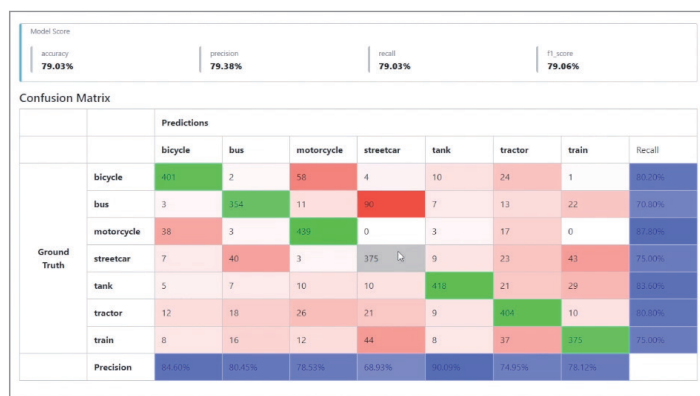 Model Score
accuracy precision recall f1_score
79.03% 79.38% 79.03% 79.06%
Confusion Matrix
Predictions
bicycle bus motorcycle streetcar tank tractor train Recall
bicycle 401 2 58 4 10 24 1 80.20%
bus 3 354 11 90 7 13 22 70.80%
motorcycle 38 3 439 0 3 17 0 87.80%
Ground Truth streetcar 7 40 3 375 9 23 43 75.00%
tank 5 7 10 10 418 21 29 83.60%
tractor 12 18 26 21 9 404 10 80.80%
train 8 16 12 44 8 37 375 75.00%
Precision 84.60% 80.45% 78.53% 68.93% 90.09% 74.95% 78.12%